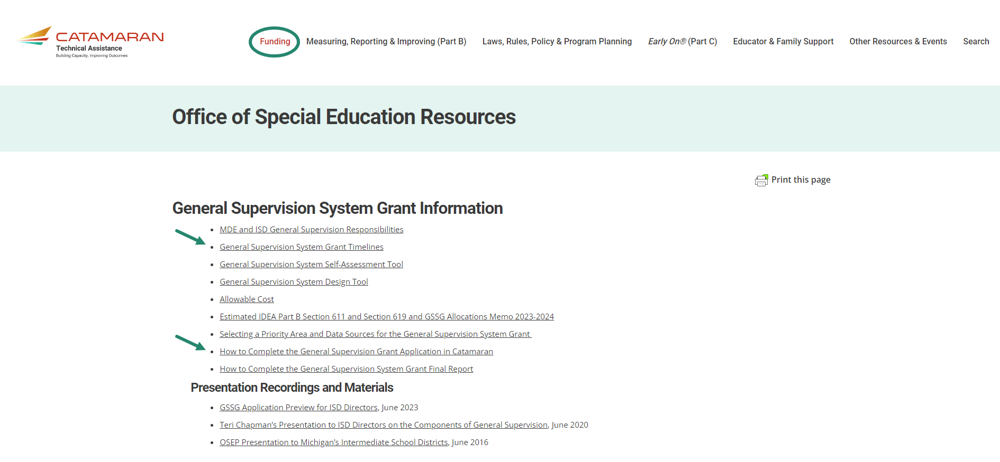 CATAMARAN
Technical Assistance
Building Capacity, Improving Outcomes
Funding
Measuring, Reporting & Improving (Part B)
Laws, Rules, Policy & Program Planning
Early On® (Part C)
Educator & Family Support
Other Resources & Events
Search
Office of Special Education Resources
Print this page
General Supervision System Grant Information
MDE and ISD General Supervision Responsibilities
General Supervision System Grant Timelines
General Supervision System Self-Assessment Tool
General Supervision System Design Tool
Allowable Cost
Estimated IDEA Part B Section 611 and Section 619 and GSSG Allocations Memo 2023-2024
Selecting a Priority Area and Data Sources for the General Supervision System Grant
How to Complete the General Supervision Grant Application in Catamaran
How to Complete the General Supervision System Grant Final Report
Presentation Recordings and Materials
GSSG Application Preview for ISD Directors, June 2023
Teri Chapman’s Presentation to ISD Directors on the Components of General Supervision, June 2020
OSEP Presentation to Michigan’s Intermediate School Districts, June 2016